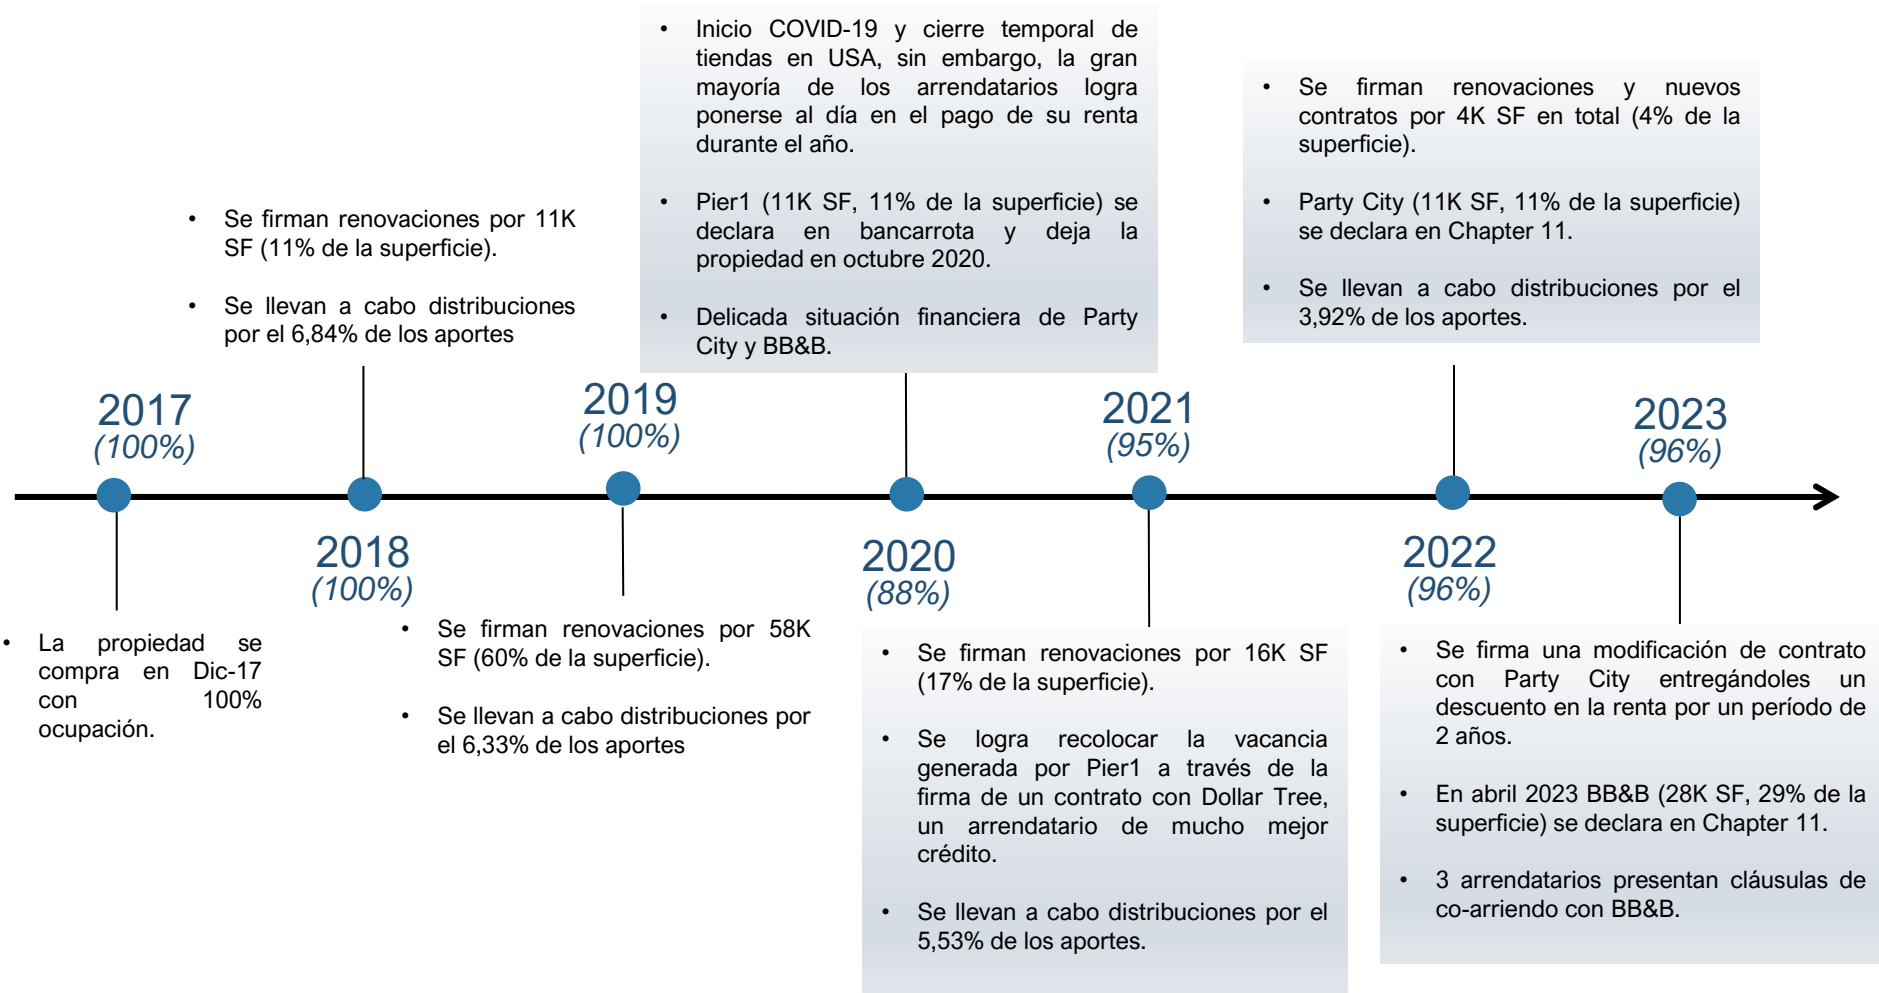 2017
(100%)
• La propiedad se
compra en Dic-17
con 100%
ocupación.
• Se firman renovaciones por 11K
SF (11% de la superficie).
• Se llevan a cabo distribuciones
por el 6,84% de los aportes
2018
(100%)
2019
(100%)
• Se firman renovaciones por 58K
SF (60% de la superficie).
• Se llevan a cabo distribuciones por
el 6,33% de los aportes
• Inicio COVID-19 y cierre temporal de
tiendas en USA, sin embargo, la gran
mayoría de los arrendatarios logra
ponerse al día en el pago de su renta
durante el año.
• Pier1 (11K SF, 11% de la superficie) se
declara en bancarrota y deja la
propiedad en octubre 2020.
• Delicada situación financiera de Party
City y BB&B.
2020
(88%)
2021
(95%)
• Se firman renovaciones por 16K SF
(17% de la superficie).
• Se logra recolocar la vacancia
generada por Pier1 a través de la
firma de un contrato con Dollar Tree,
un arrendatario de mucho mejor
crédito.
• Se llevan a cabo distribuciones por el
5,53% de los aportes.
• Se firman renovaciones y nuevos
contratos por 4K SF en total (4% de la
superficie).
• Party City (11K SF, 11% de la superficie)
se declara en Chapter 11.
• Se llevan a cabo distribuciones por el
3,92% de los aportes.
2022
(96%)
2023
(96%)
• Se firma una modificación de contrato
con Party City entregándoles un
descuento en la renta por un período de
2 años.
• En abril 2023 BB&B (28K SF, 29% de la
superficie) se declara en Chapter 11.
• 3 arrendatarios presentan cláusulas de
co-arriendo con BB&B.